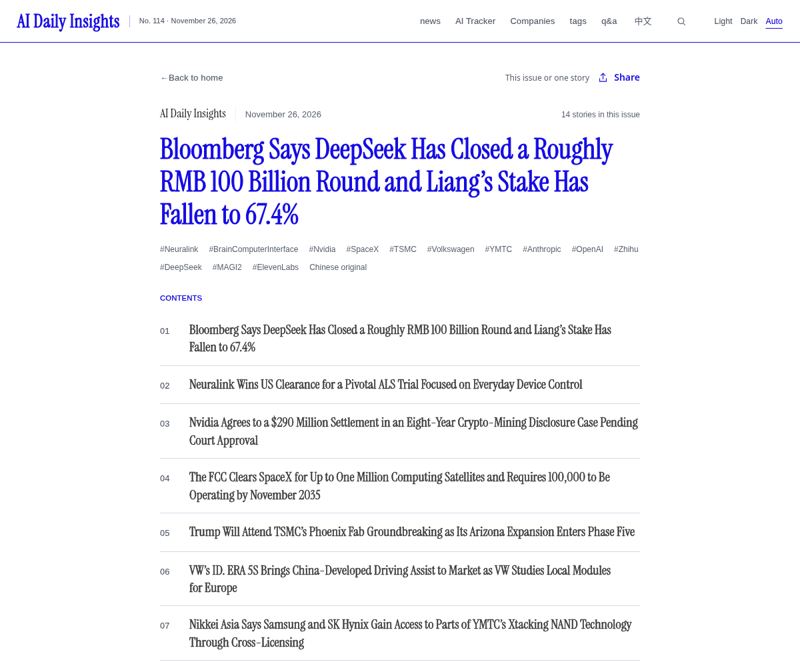 AI Daily Insights
No. 114 · November 26, 2026
news AI Tracker Companies tags q&a 中文 Light Dark Auto
←Back to home
This issue or one story Share
AI Daily Insights November 26, 2026 14 stories in this issue
Bloomberg Says DeepSeek Has Closed a Roughly
RMB 100 Billion Round and Liang’s Stake Has
Fallen to 67.4%
#Neuralink #BrainComputerInterface #Nvidia #SpaceX #TSMC #Volkswagen #YMTC #Anthropic #OpenAI #Zhihu
#DeepSeek #MAGI2 #ElevenLabs Chinese original
CONTENTS
01 Bloomberg Says DeepSeek Has Closed a Roughly RMB 100 Billion Round and Liang’s Stake Has
Fallen to 67.4%
02 Neuralink Wins US Clearance for a Pivotal ALS Trial Focused on Everyday Device Control
03 Nvidia Agrees to a $290 Million Settlement in an Eight-Year Crypto-Mining Disclosure Case Pending
Court Approval
04 The FCC Clears SpaceX for Up to One Million Computing Satellites and Requires 100,000 to Be
Operating by November 2035
05 Trump Will Attend TSMC’s Phoenix Fab Groundbreaking as Its Arizona Expansion Enters Phase Five
06 VW’s ID. ERA 5S Brings China-Developed Driving Assist to Market as VW Studies Local Modules
for Europe
07 Nikkei Asia Says Samsung and SK Hynix Gain Access to Parts of YMTC’s Xtacking NAND Technology
Through Cross-Licensing